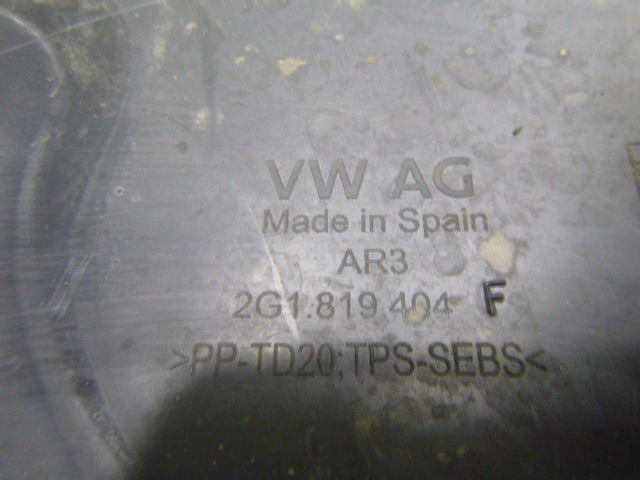 VW AG
Made in Spain
AR3
2G1.819.404 F
>PP-TD20;TPS-SEBS<